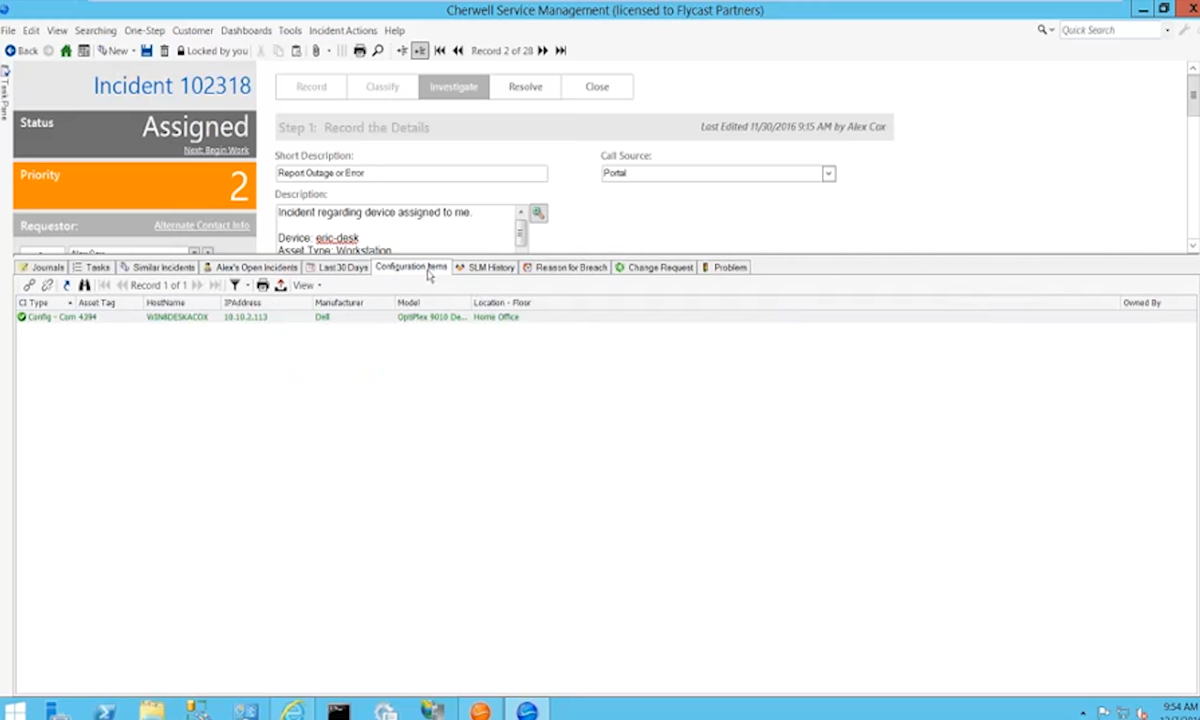 Cherwell Service Management (licensed to Flycast Partners)
File Edit View Searching One-Step Customer Dashboards Tools Incident Actions Help
Quick Search
Back New Locked by you Record 2 of 28
Task Pane
Incident 102318
Record Classify Investigate Resolve Close
Status
Assigned
Next: Begin Work
Step 1: Record the Details
Last Edited 11/30/2016 9:15 AM by Alex Cox
Short Description:
Call Source:
Report Outage or Error
Portal
Priority
2
Description:
Incident regarding device assigned to me.
Device: eric-desk
Asset Type: Workstation
Requestor:
Alternate Contact Info
Journals Tasks Similar Incidents Alex's Open Incidents Last 30 Days Configuration Items SLM History Reason for Breach Change Request Problem
Record 1 of 1 View
CI Type Asset Tag HostName IPAddress Manufacturer Model Location - Floor Owned By
Config - Com 4394 WIN8DESKACOX 10.10.2.113 Dell OptiPlex 9010 De... Home Office
9:54 AM